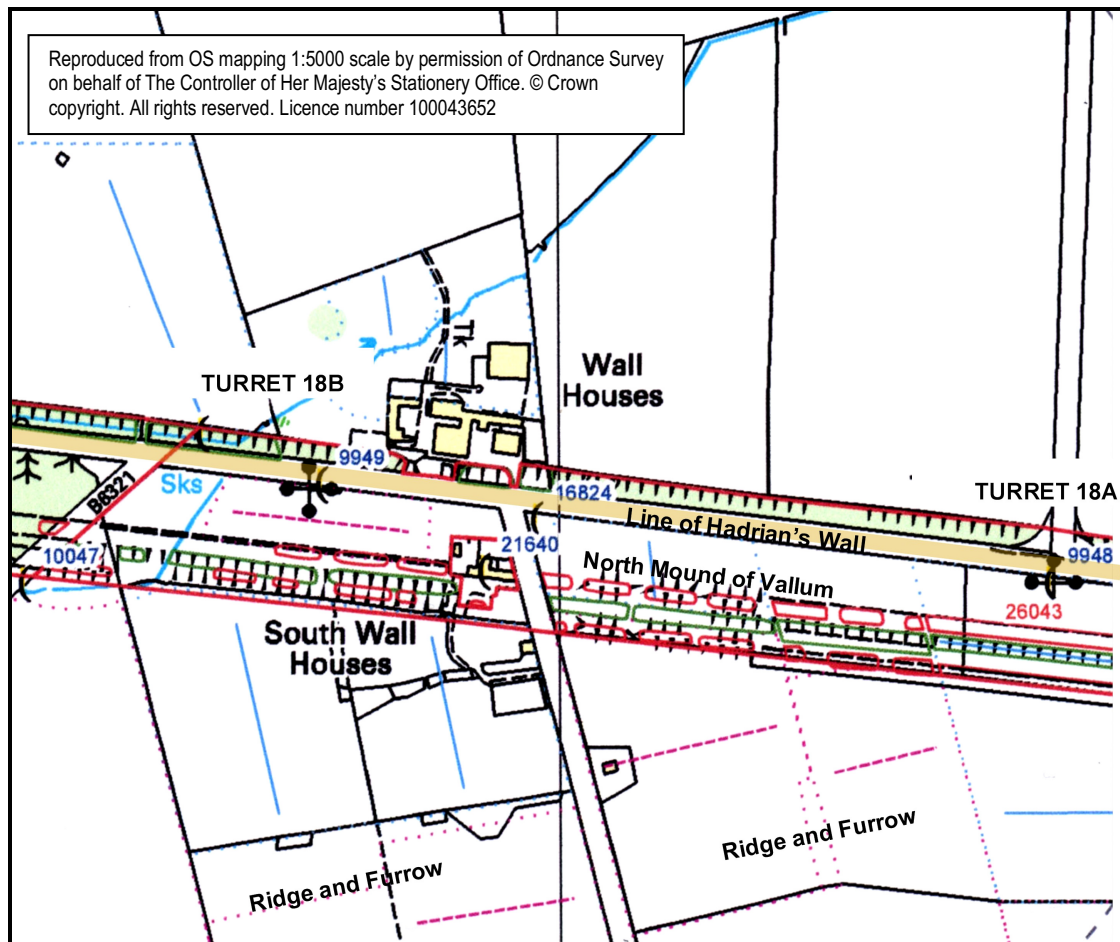 Reproduced from OS mapping 1:5000 scale by permission of Ordnance Survey
on behalf of The Controller of Her Majesty's Stationery Office. © Crown
copyright. All rights reserved. Licence number 100043652
Tk
Wall
Houses
TURRET 18B
9949
16824
TURRET 18A
Sks
B6321
Line of Hadrian's Wall
9948
10047
21640
North Mound of Vallum
26043
South Wall
Houses
Ridge and Furrow
Ridge and Furrow